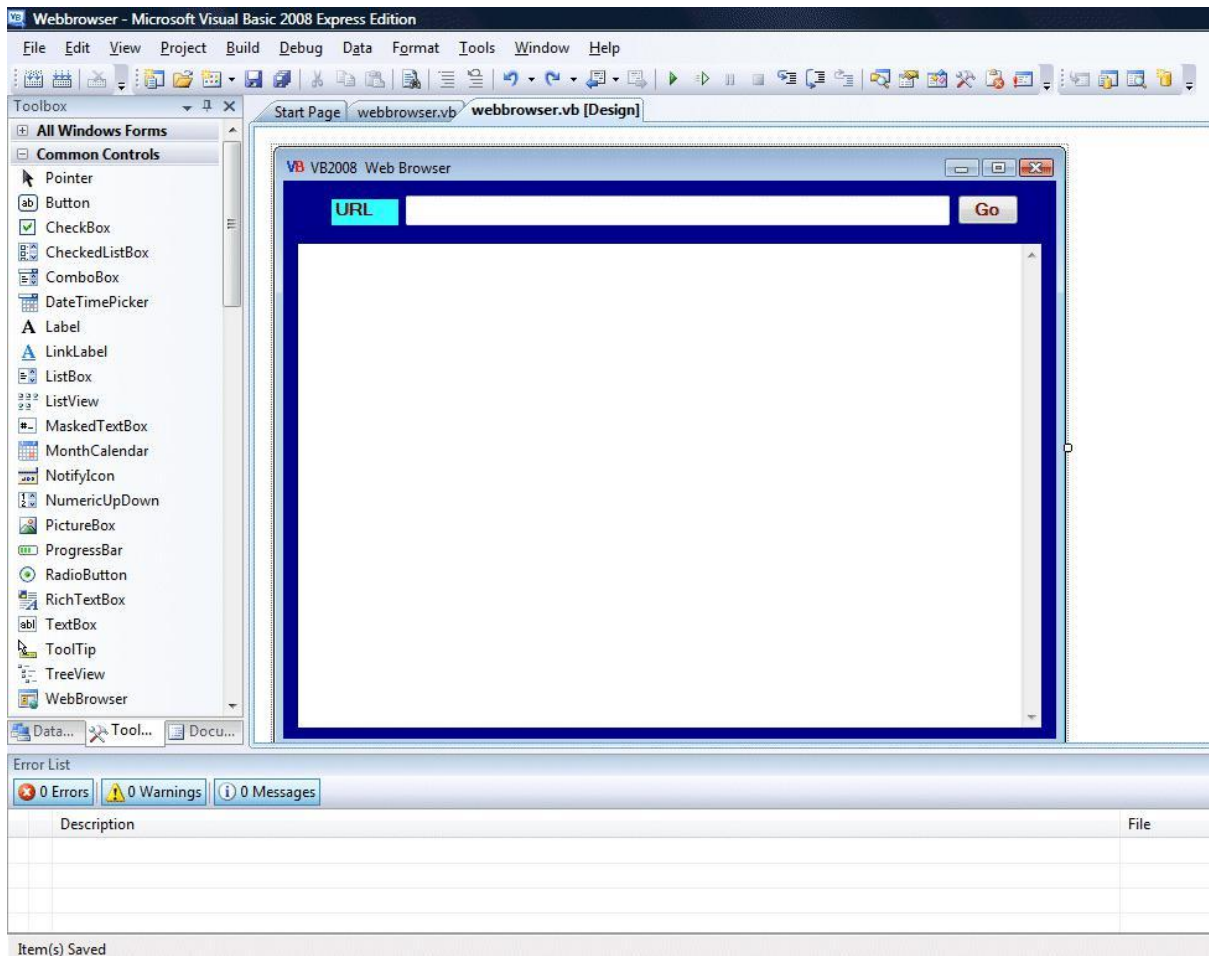 Webbrowser - Microsoft Visual Basic 2008 Express Edition
File Edit View Project Build Debug Data Format Tools Window Help
Toolbox
Start Page webbrowser.vb webbrowser.vb [Design]
All Windows Forms
Common Controls
Pointer
Button
CheckBox
CheckedListBox
ComboBox
DateTimePicker
Label
LinkLabel
ListBox
ListView
MaskedTextBox
MonthCalendar
NotifyIcon
NumericUpDown
PictureBox
ProgressBar
RadioButton
RichTextBox
TextBox
ToolTip
TreeView
WebBrowser
Data... Tool... Docu...
VB VB2008 Web Browser
URL Go
Error List
0 Errors 0 Warnings 0 Messages
Description File
Item(s) Saved